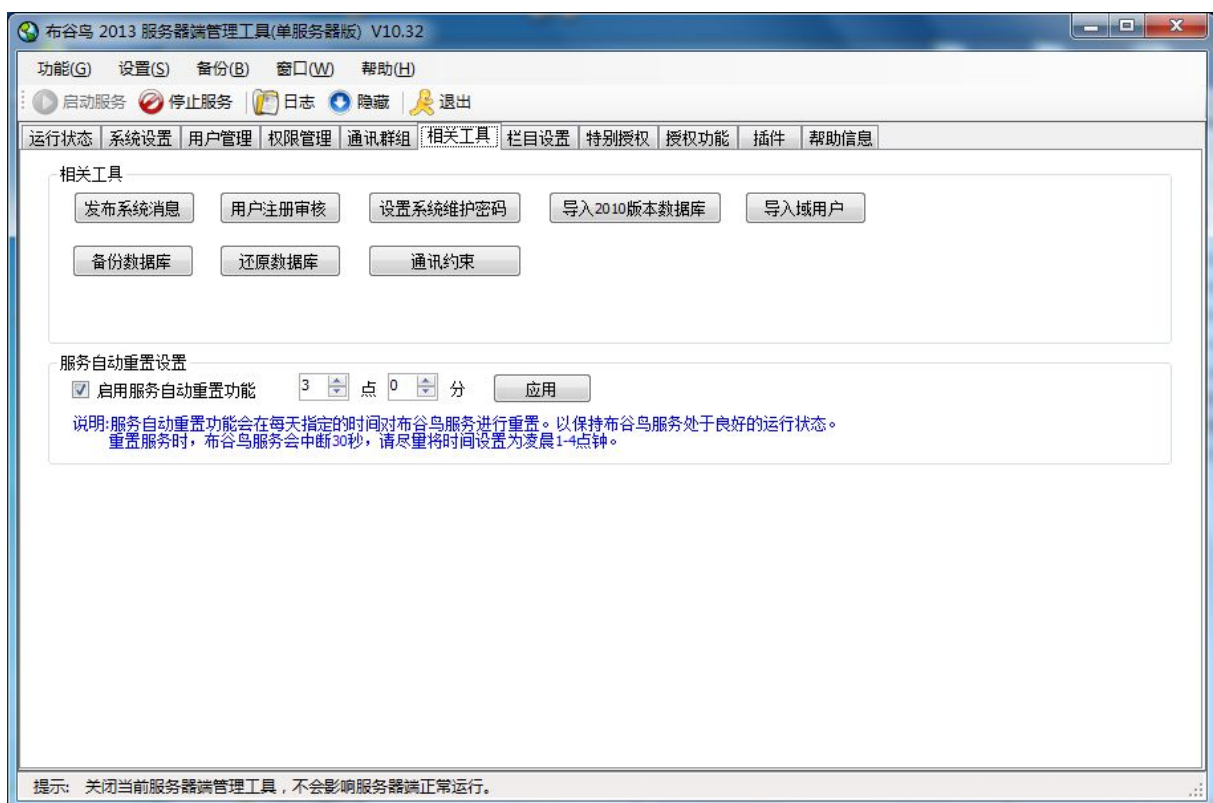 布谷鸟 2013 服务器端管理工具(单服务器版) V10.32
功能(G) 设置(S) 备份(B) 窗口(W) 帮助(H)
启动服务 停止服务 日志 隐藏 退出
运行状态 系统设置 用户管理 权限管理 通讯群组 相关工具 栏目设置 特别授权 授权功能 插件 帮助信息
相关工具
发布系统消息 用户注册审核 设置系统维护密码 导入2010版本数据库 导入域用户
备份数据库 还原数据库 通讯约束
服务自动重置设置
启用服务自动重置功能 3 点 0 分 应用
说明:服务自动重置功能会在每天指定的时间对布谷鸟服务进行重置。以保持布谷鸟服务处于良好的运行状态。
重置服务时，布谷鸟服务会中断30秒，请尽量将时间设置为凌晨1-4点钟。
提示: 关闭当前服务器端管理工具，不会影响服务器端正常运行。